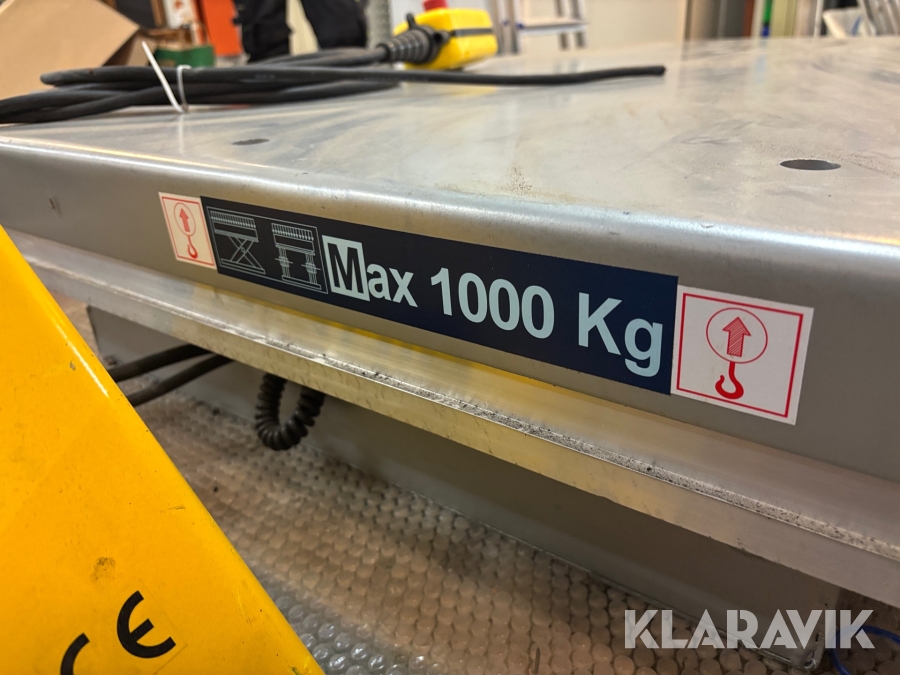 Max 1000 Kg
CE
KLARAVIK